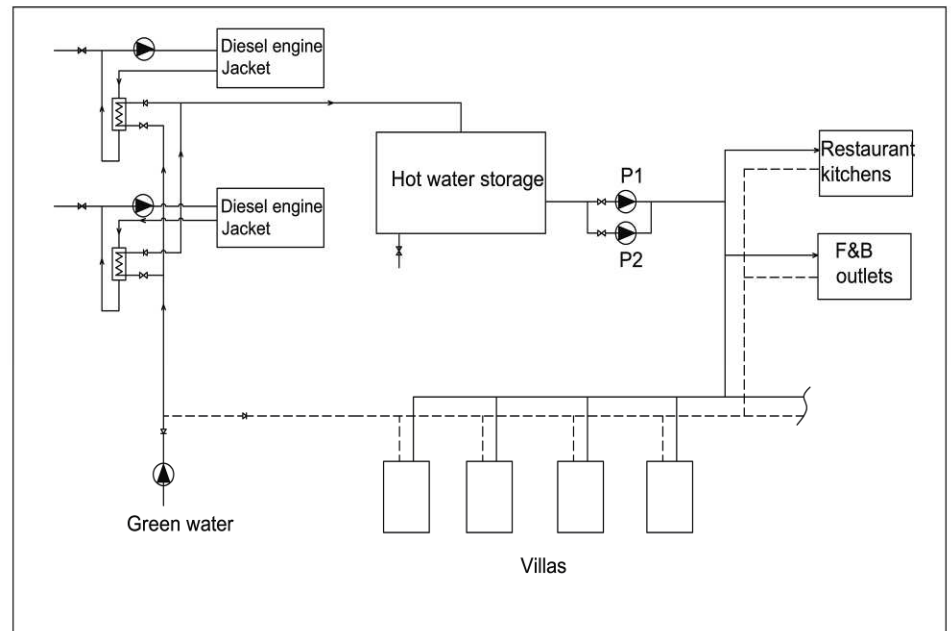 Diesel engine
Jacket
Diesel engine
Jacket
Hot water storage
P1
P2
Restaurant
kitchens
F&B
outlets
Green water
Villas